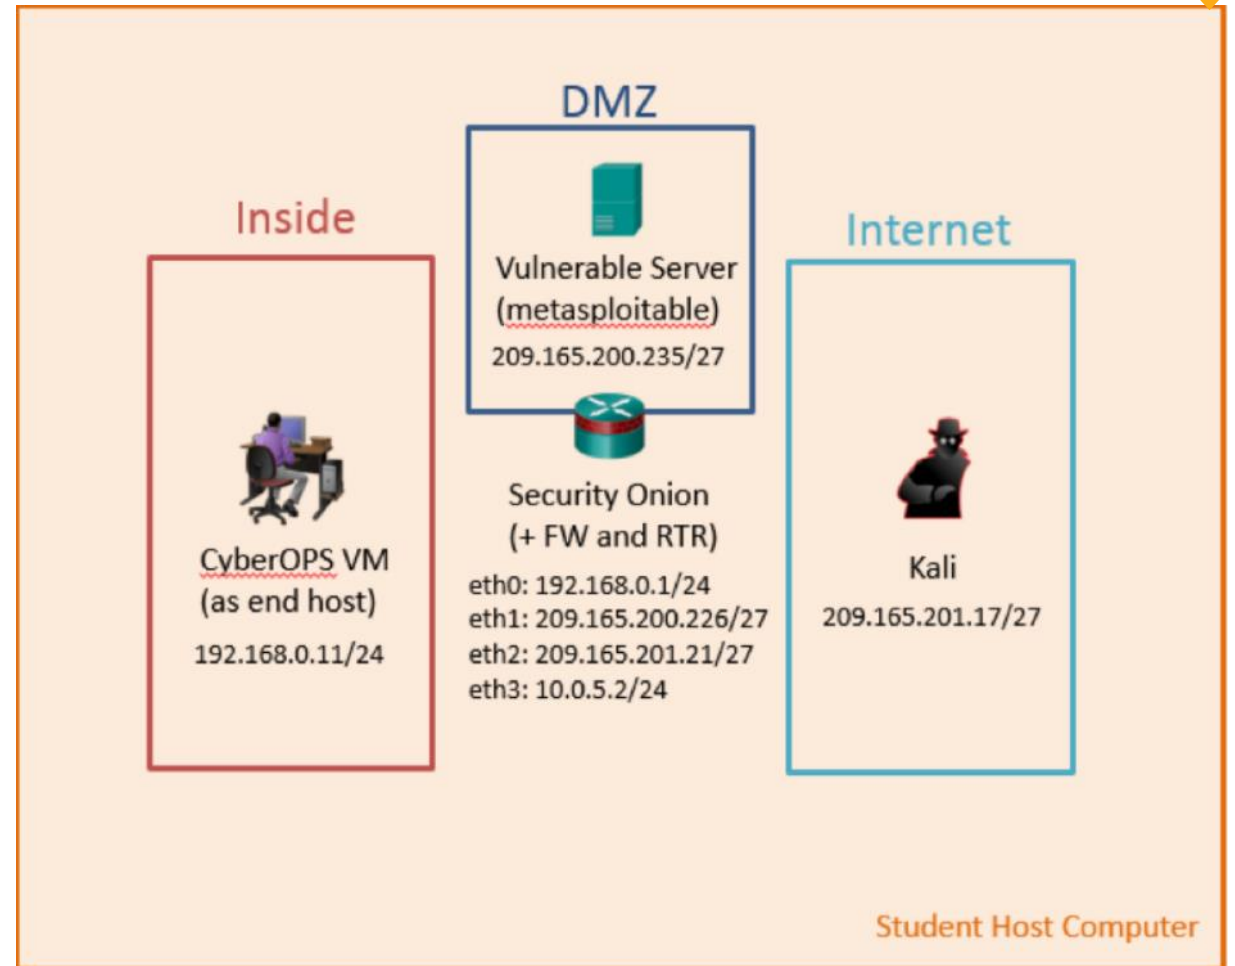 DMZ
Vulnerable Server
(metasploitable)
209.165.200.235/27
Inside
CyberOPS VM
(as end host)
192.168.0.11/24
Security Onion
(+ FW and RTR)
eth0: 192.168.0.1/24
eth1: 209.165.200.226/27
eth2: 209.165.201.21/27
eth3: 10.0.5.2/24
Internet
Kali
209.165.201.17/27
Student Host Computer